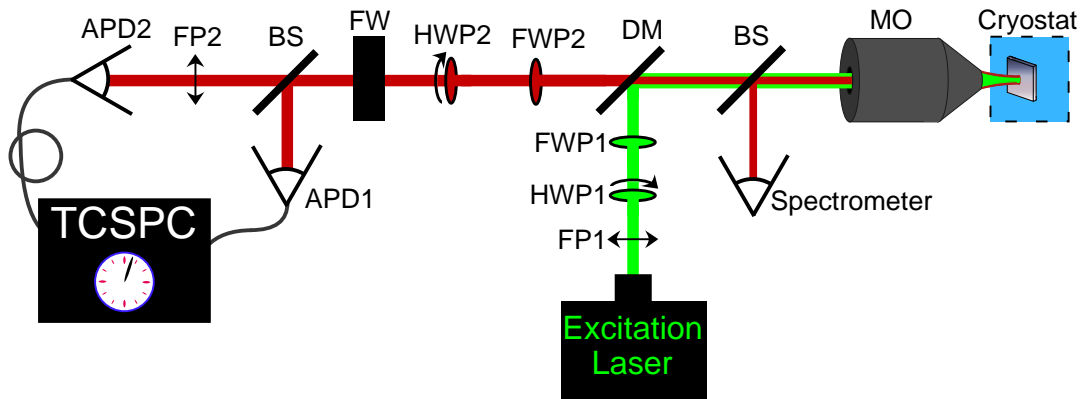 APD2
FP2
BS
FW
HWP2
FWP2
DM
BS
MO
Cryostat
FWP1
HWP1
FP1
APD1
Spectrometer
TCSPC
Excitation
Laser